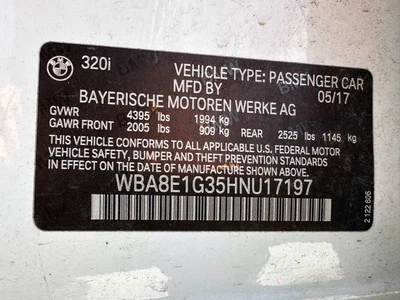 320i VEHICLE TYPE: PASSENGER CAR
MFD BY 05/17
BAYERISCHE MOTOREN WERKE AG
GVWR 4395 lbs 1994 kg
GAWR FRONT 2005 lbs 909 kg REAR 2525 lbs 1145 kg
THIS VEHICLE CONFORMS TO ALL
APPLICABLE U.S. FEDERAL MOTOR
VEHICLE SAFETY, BUMPER, AND THEFT PREVENTION STANDARDS
IN EFFECT ON THE DATE OF MANUFACTURE SHOWN ABOVE.
WBA8E1G35HNU17197
2 122 606